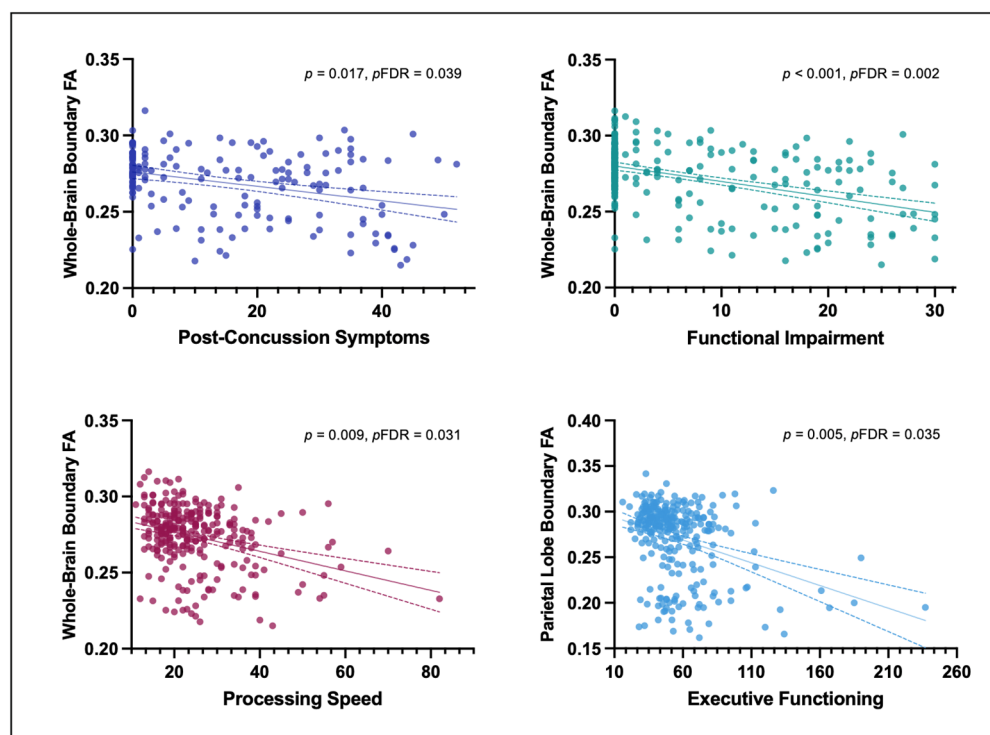 0.35
p = 0.017, pFDR = 0.039
0.30
0.25
0.20
0 20 40
Whole-Brain Boundary FA
Post-Concussion Symptoms
0.35
p < 0.001, pFDR = 0.002
0.30
0.25
0.20
0 10 20 30
Whole-Brain Boundary FA
Functional Impairment
0.35
p = 0.009, pFDR = 0.031
0.30
0.25
0.20
20 40 60 80
Whole-Brain Boundary FA
Processing Speed
0.40
p = 0.005, pFDR = 0.035
0.35
0.30
0.25
0.20
0.15
10 60 110 160 210 260
Parietal Lobe Boundary FA
Executive Functioning